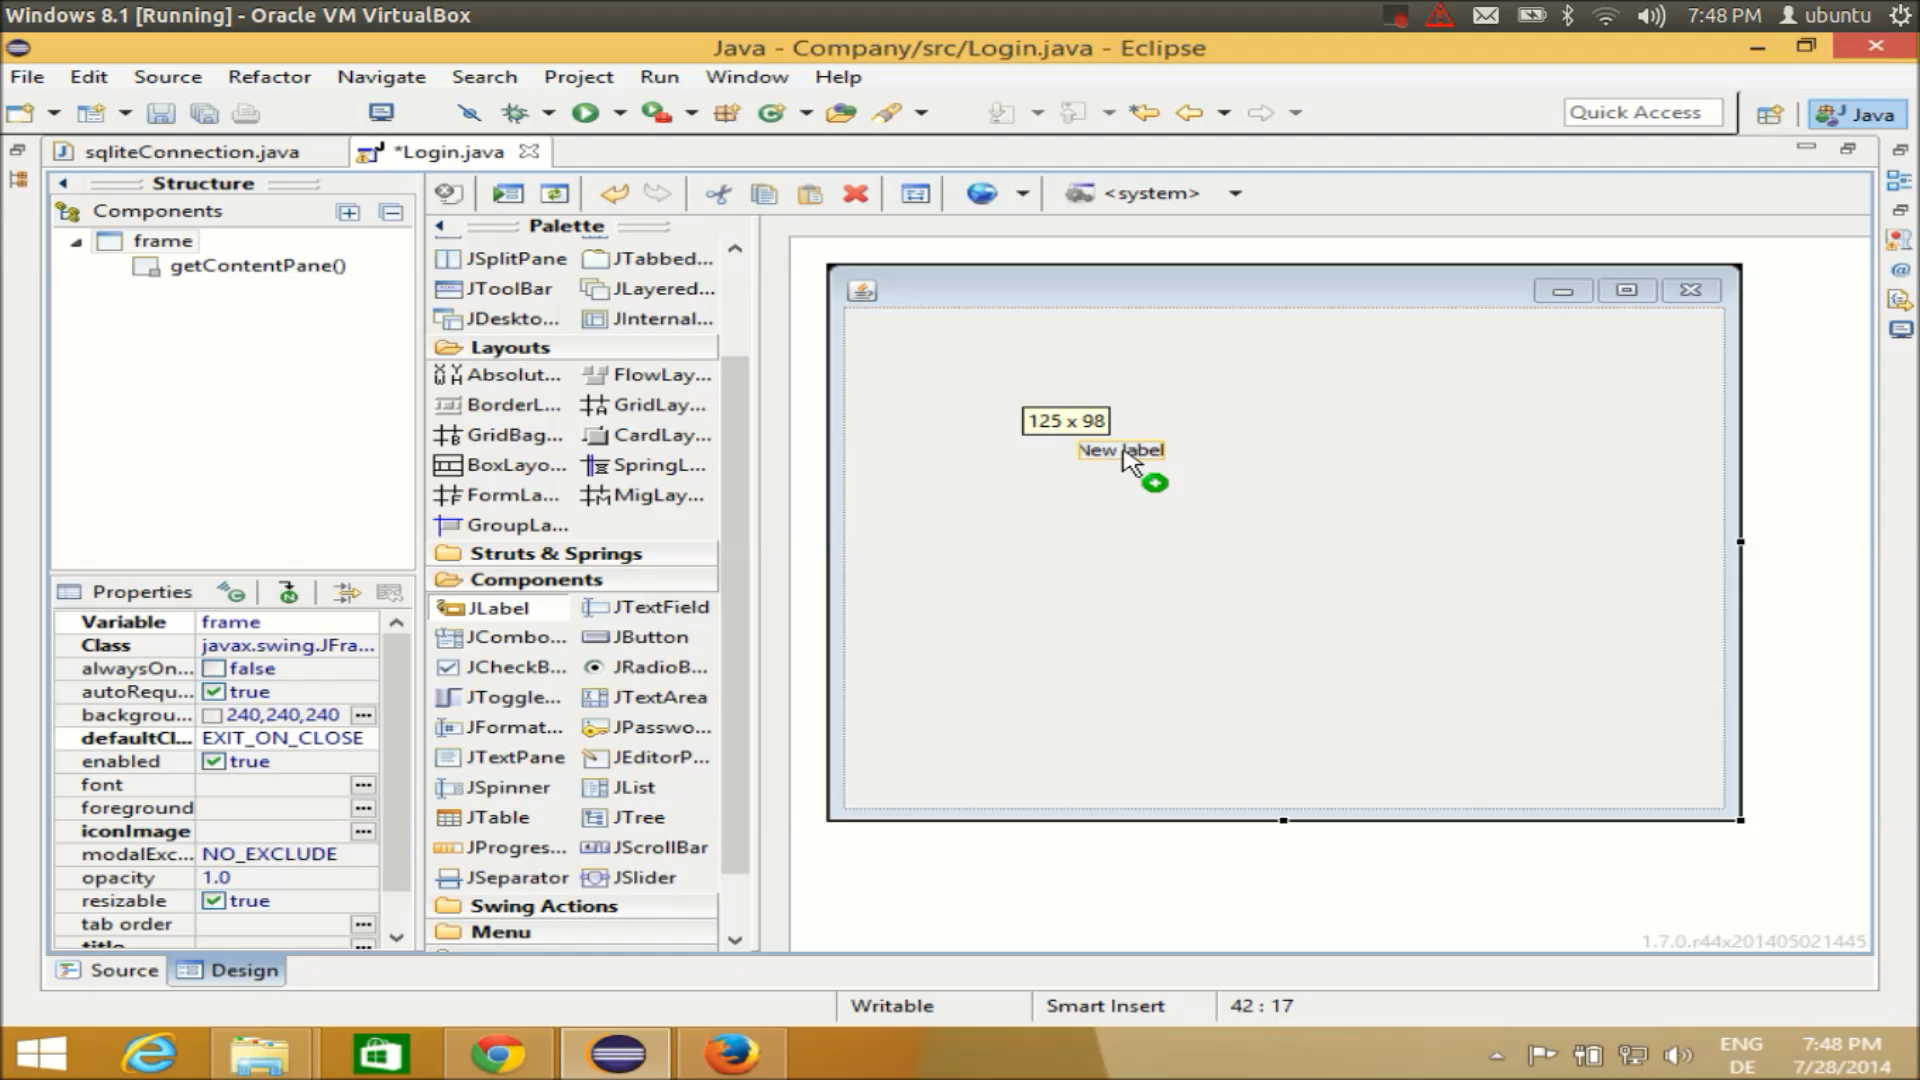 Windows 8.1 [Running] - Oracle VM VirtualBox
7:48 PM
ubuntu
Java - Company/src/Login.java - Eclipse
File Edit Source Refactor Navigate Search Project Run Window Help
Quick Access
Java
sqliteConnection.java
*Login.java
Structure
Components
frame
getContentPane()
<system>
Palette
JSplitPane JTabbed...
JToolBar JLayered...
JDeskto... JInternal...
Layouts
Absolut... FlowLay...
BorderL... GridLay...
GridBag... CardLay...
BoxLayo... SpringL...
FormLa... MigLay...
GroupLa...
Struts & Springs
Components
JLabel JTextField
JCombo... JButton
JCheckB... JRadioB...
JToggle... JTextArea
JFormat... JPasswo...
JTextPane JEditorP...
JSpinner JList
JTable JTree
JProgres... JScrollBar
JSeparator JSlider
Swing Actions
Menu
125 x 98
New label
Properties
Variable frame
Class javax.swing.JFra...
alwaysOn... false
autoRequ... true
backgrou... 240,240,240
defaultCl... EXIT_ON_CLOSE
enabled true
font
foreground
iconImage
modalExc... NO_EXCLUDE
opacity 1.0
resizable true
tab order
title
1.7.0.r44x201405021445
Source Design
Writable
Smart Insert
42 : 17
ENG
DE
7:48 PM
7/28/2014